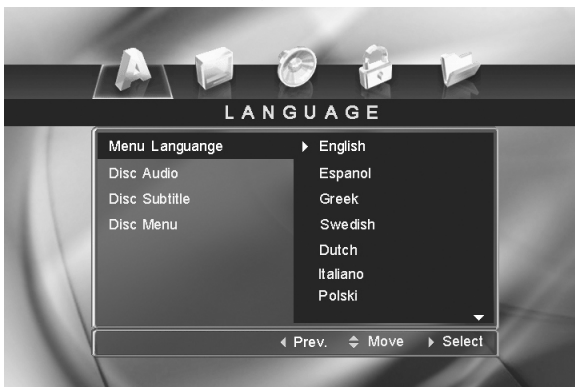 LANGUAGE
Menu Languange ▶ English
Disc Audio Espanol
Disc Subtitle Greek
Disc Menu Swedish
Dutch
Italiano
Polski
Prev. Move Select